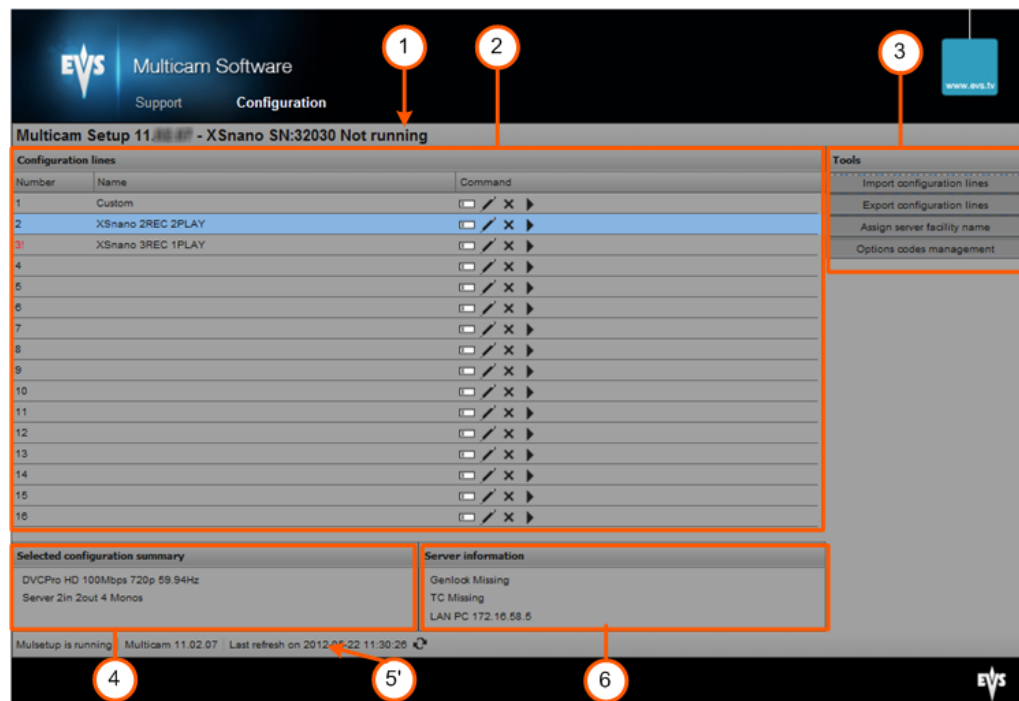 1
2
3
EVS Multicam Software
www.evs.tv
Support Configuration
Multicam Setup 11. - XSnano SN:32030 Not running
Configuration lines
Tools
Number Name Command
Import configuration lines
1 Custom
Export configuration lines
2 XSnano 2REC 2PLAY
Assign server facility name
3! XSnano 3REC 1PLAY
Options codes management
4
5
6
7
8
9
10
11
12
13
14
15
16
Selected configuration summary
Server information
DVCPro HD 100Mbps 720p 59.94Hz
Genlock Missing
Server 2in 2out 4 Monos
TC Missing
LAN PC 172.16.58.5
Mulsetup is running Multicam 11.02.07 Last refresh on 2012-05-22 11:30:26
4
5'
6
EVS